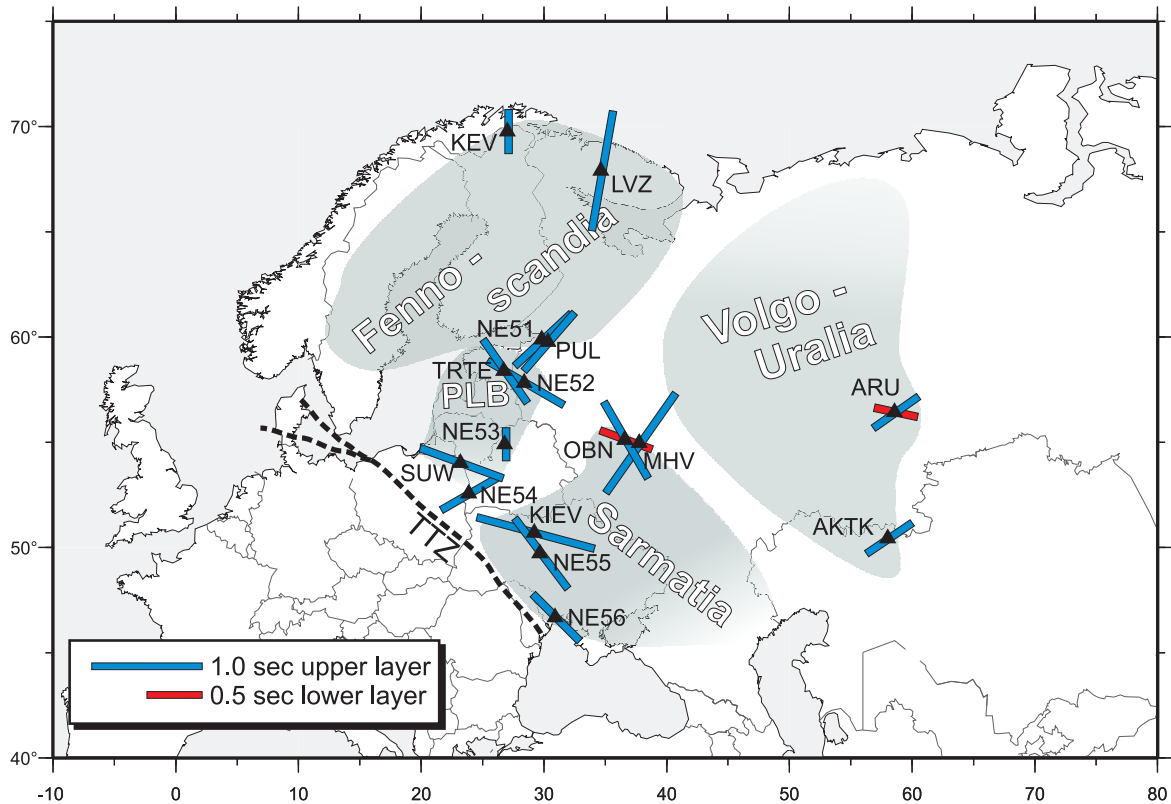 70°
60°
50°
40°
KEV
LVZ
Fenno -
scandia
Volgo -
Uralia
NE51
PUL
TRTE
PLB
NE52
ARU
NE53
OBN
MHV
SUW
NE54
KIEV
Sarmatia
AKTK
TTZ
NE55
NE56
1.0 sec upper layer
0.5 sec lower layer
-10 0 10 20 30 40 50 60 70 80